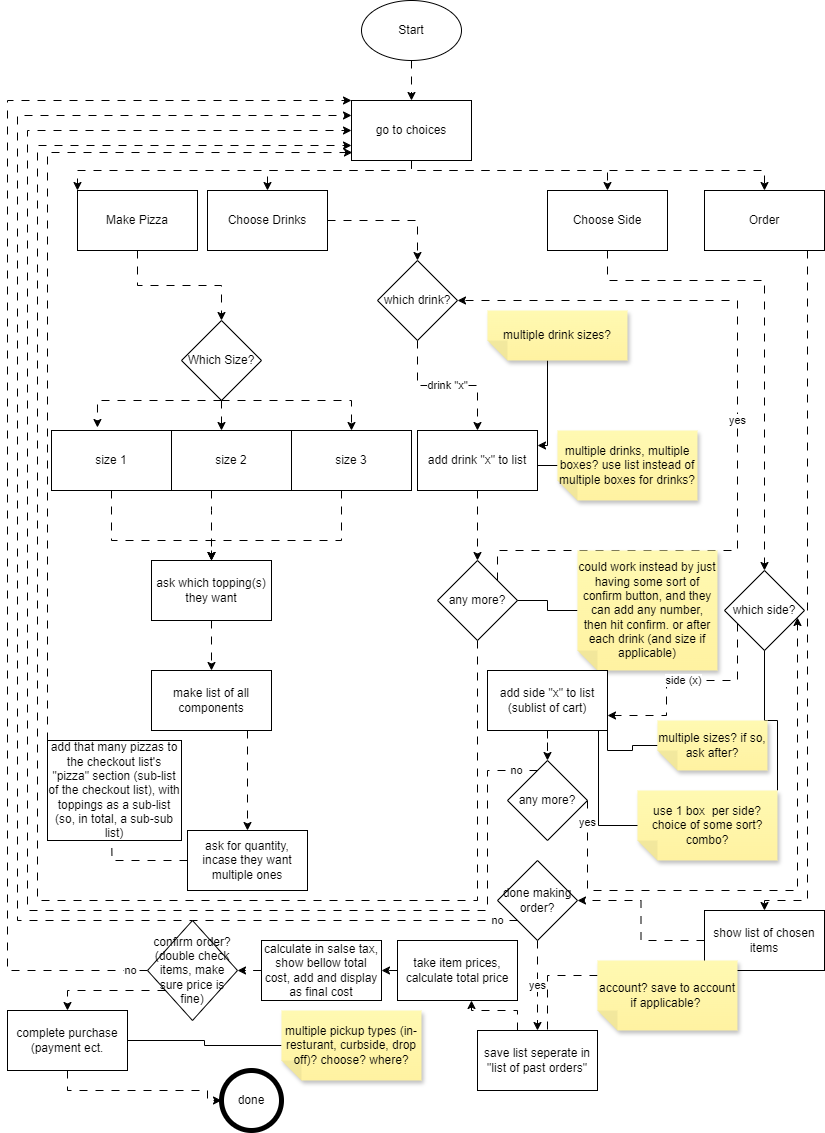 Start
go to choices
Make Pizza
Choose Drinks
Choose Side
Order
which drink?
multiple drink sizes?
Which Size?
drink "x"
yes
size 1
size 2
size 3
add drink "x" to list
multiple drinks, multiple
boxes? use list instead of
multiple boxes for drinks?
ask which topping(s)
they want
any more?
could work instead by just
having some sort of
confirm button, and they
can add any number,
then hit confirm. or after
each drink (and size if
applicable)
which side?
side (x)
make list of all
components
add side "x" to list
(sublist of cart)
multiple sizes? if so,
ask after?
add that many pizzas to
the checkout list's
"pizza" section (sub-list
of the checkout list), with
toppings as a sub-list
(so, in total, a sub-sub
list)
no
any more?
yes
use 1 box per side?
choice of some sort?
combo?
ask for quantity,
incase they want
multiple ones
done making
order?
no
show list of chosen
items
confirm order?
(double check
items, make
sure price is
fine)
no
calculate in salse tax,
show bellow total
cost, add and display
as final cost
take item prices,
calculate total price
yes
account? save to account
if applicable?
complete purchase
(payment ect.
multiple pickup types (in-
resturant, curbside, drop
off)? choose? where?
save list seperate in
"list of past orders"
done